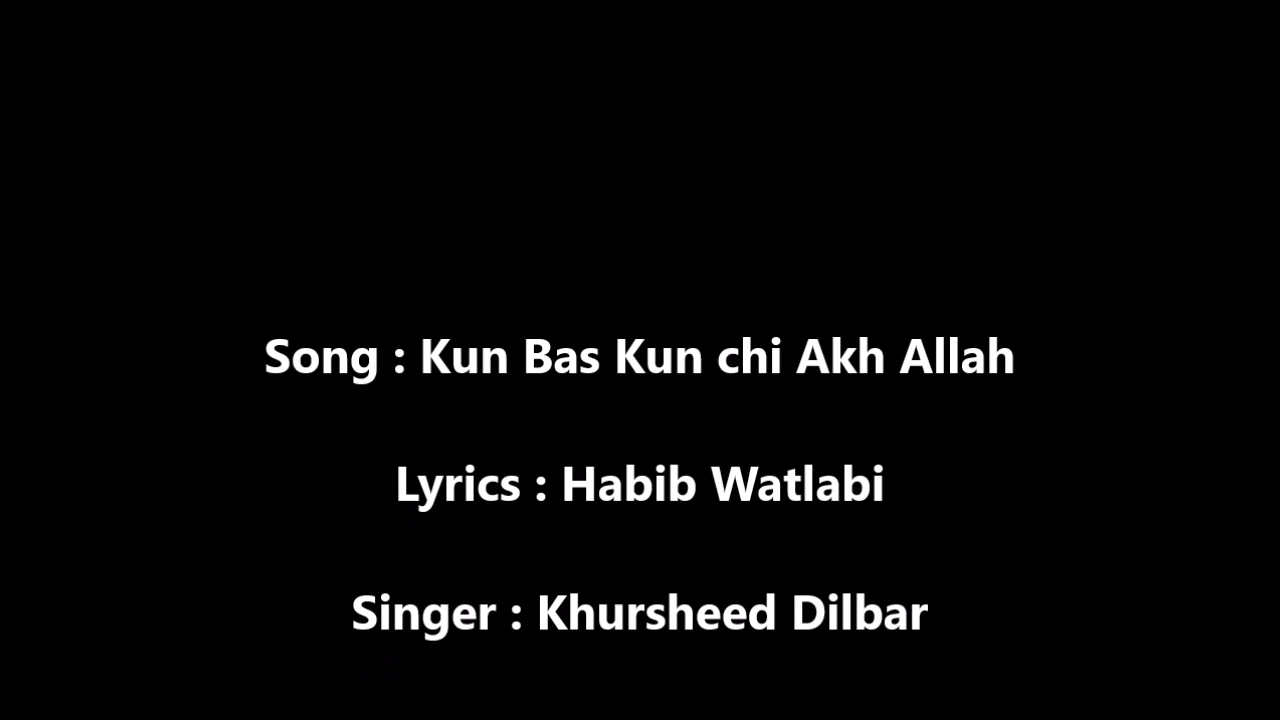 Song : Kun Bas Kun chi Akh Allah
Lyrics : Habib Watlabi
Singer : Khursheed Dilbar